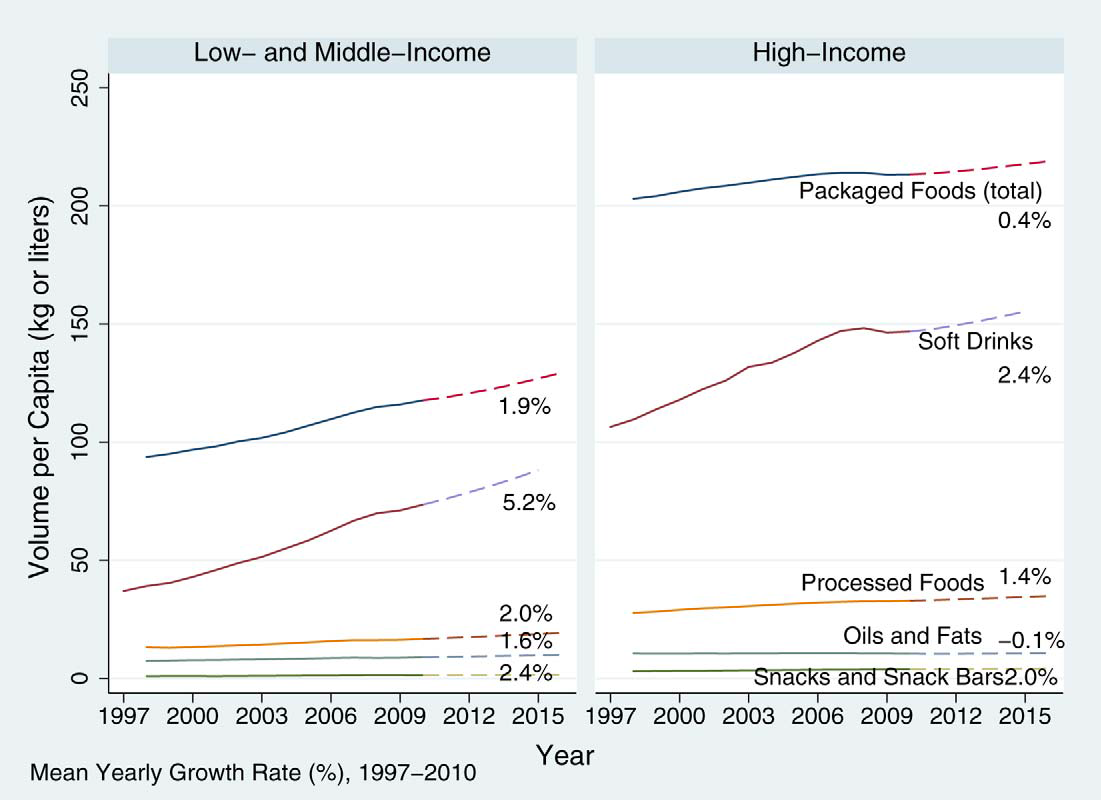 Low− and Middle−Income
High−Income
Volume per Capita (kg or liters)
250
200
150
100
50
0
1.9%
5.2%
2.0%
1.6%
2.4%
Packaged Foods (total)
0.4%
Soft Drinks
2.4%
Processed Foods 1.4%
Oils and Fats −0.1%
Snacks and Snack Bars2.0%
1997 2000 2003 2006 2009 2012 2015
1997 2000 2003 2006 2009 2012 2015
Year
Mean Yearly Growth Rate (%), 1997−2010